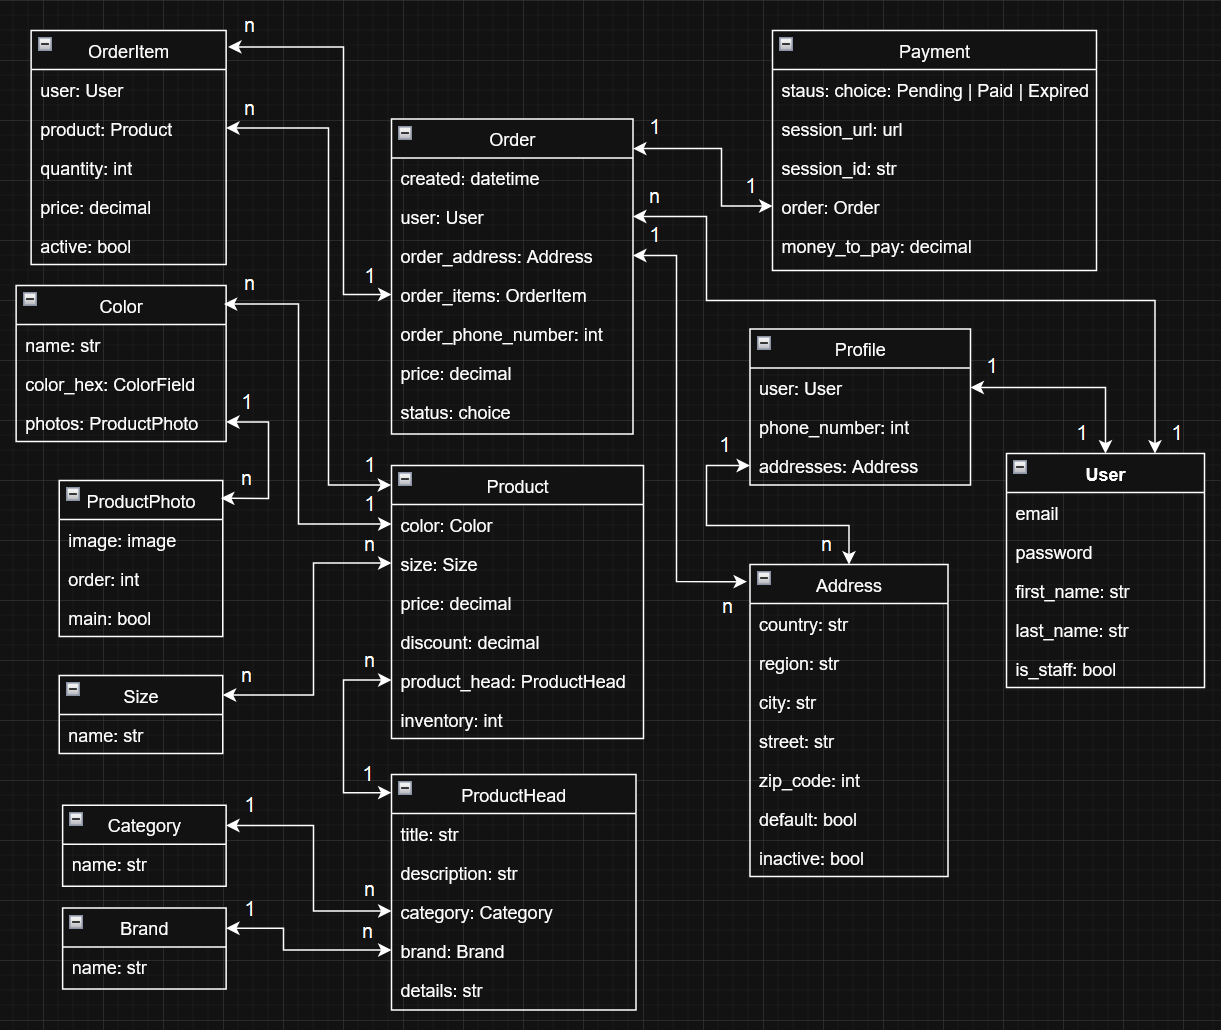 OrderItem
user: User
product: Product
quantity: int
price: decimal
active: bool
n
n
Color
name: str
color_hex: ColorField
photos: ProductPhoto
n
1
ProductPhoto
image: image
order: int
main: bool
n
Size
name: str
n
Category
name: str
1
Brand
name: str
1
Order
created: datetime
user: User
order_address: Address
order_items: OrderItem
order_phone_number: int
price: decimal
status: choice
1
1
n
1
Product
color: Color
size: Size
price: decimal
discount: decimal
product_head: ProductHead
inventory: int
1
1
n
n
ProductHead
title: str
description: str
category: Category
brand: Brand
details: str
1
n
n
Payment
staus: choice: Pending | Paid | Expired
session_url: url
session_id: str
order: Order
money_to_pay: decimal
1
Profile
user: User
phone_number: int
addresses: Address
1
1
Address
country: str
region: str
city: str
street: str
zip_code: int
default: bool
inactive: bool
n
n
User
email
password
first_name: str
last_name: str
is_staff: bool
1
1